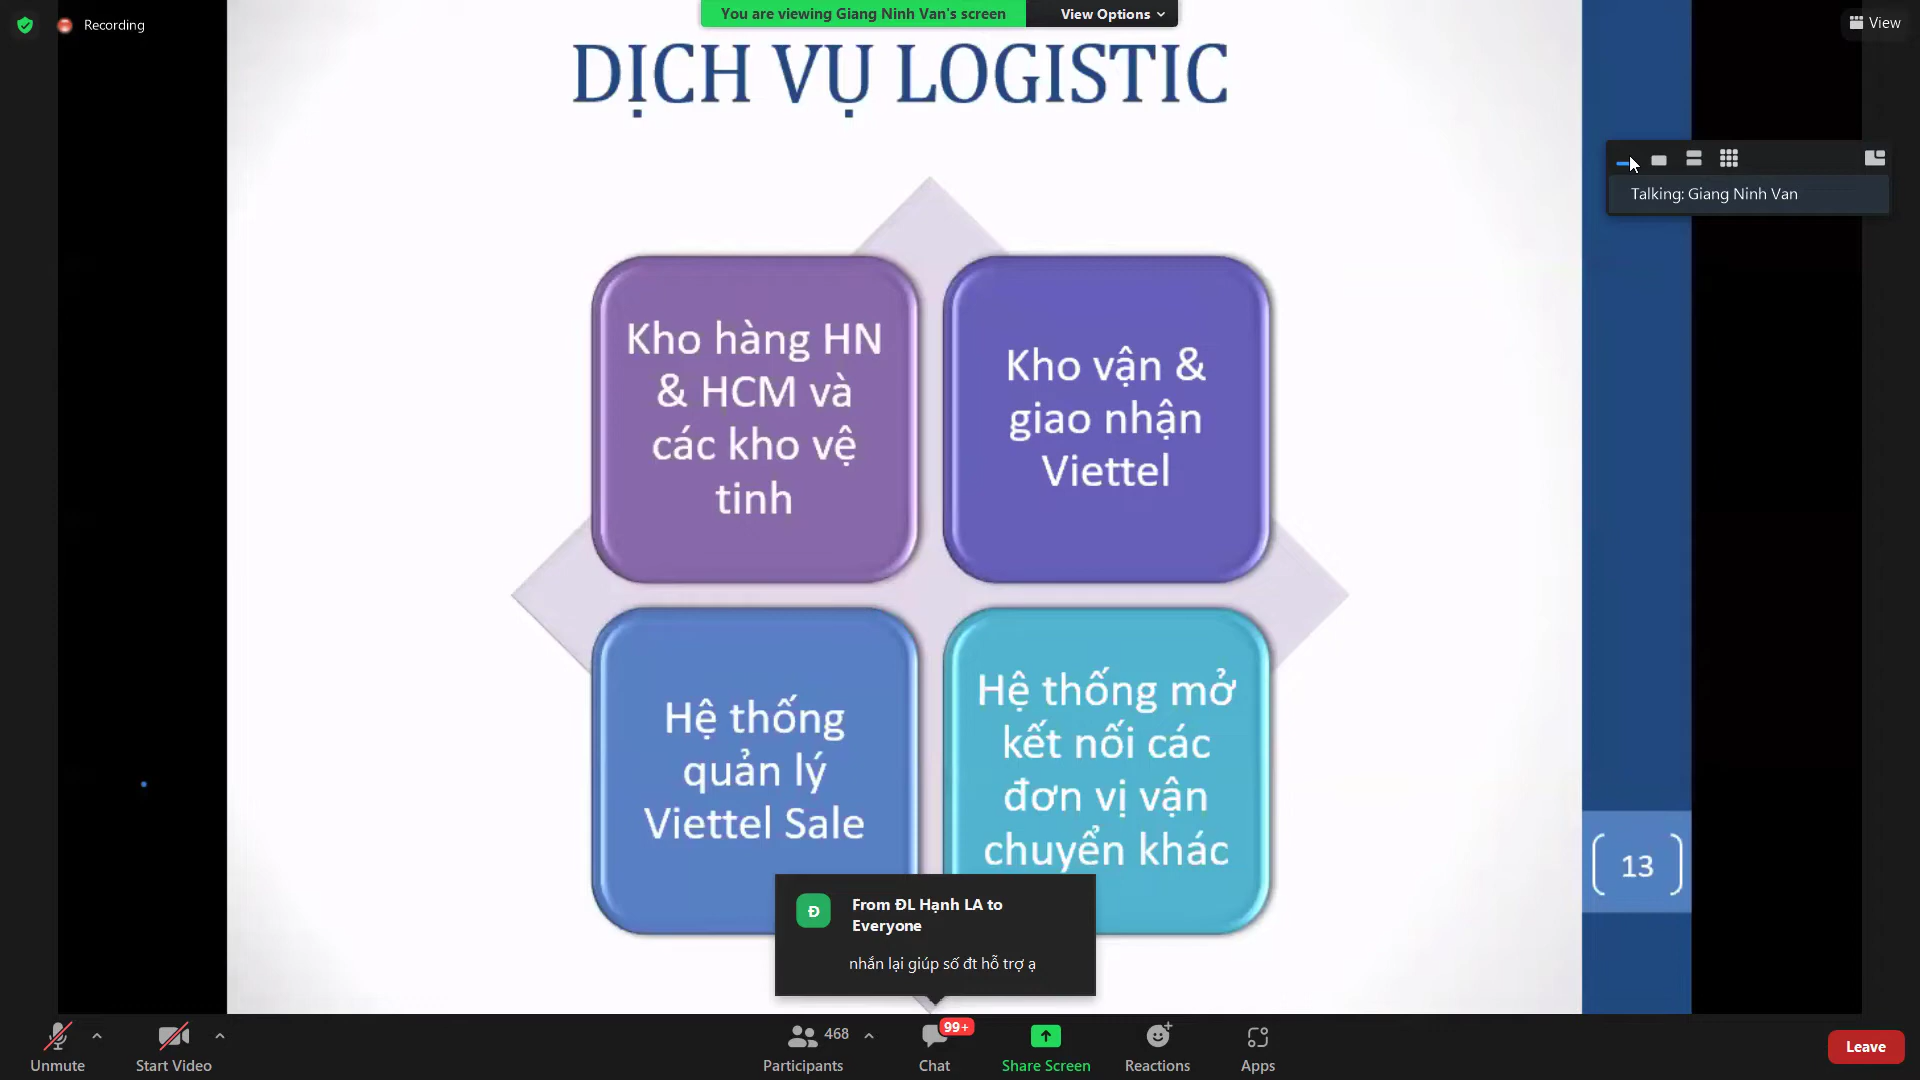 Recording
You are viewing Giang Ninh Van's screen
View Options
View
DỊCH VỤ LOGISTIC
Talking: Giang Ninh Van
Kho hàng HN
& HCM và
các kho vệ
tinh
Kho vận &
giao nhận
Viettel
Hệ thống
quản lý
Viettel Sale
Hệ thống mở
kết nối các
đơn vị vận
chuyển khác
13
Đ
From ĐL Hạnh LA to
Everyone
nhắn lại giúp số đt hỗ trợ ạ
Unmute
Start Video
468
Participants
99+
Chat
Share Screen
Reactions
Apps
Leave